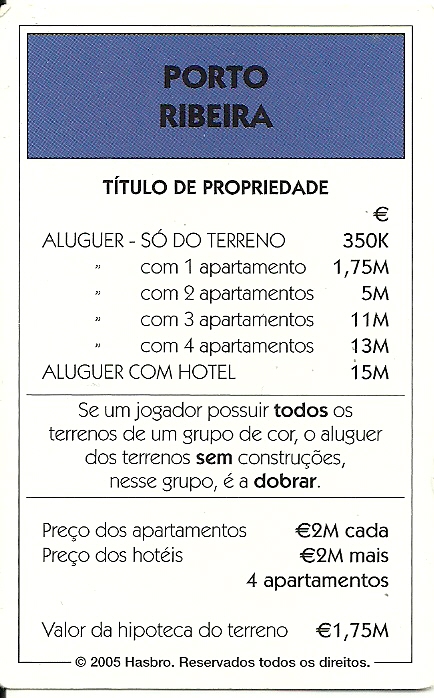 PORTO
RIBEIRA
TÍTULO DE PROPRIEDADE
€
ALUGUER - SÓ DO TERRENO 350K
" com 1 apartamento 1,75M
" com 2 apartamentos 5M
" com 3 apartamentos 11M
" com 4 apartamentos 13M
ALUGUER COM HOTEL 15M
Se um jogador possuir todos os
terrenos de um grupo de cor, o aluguer
dos terrenos sem construções,
nesse grupo, é a dobrar.
Preço dos apartamentos €2M cada
Preço dos hotéis €2M mais
4 apartamentos
Valor da hipoteca do terreno €1,75M
© 2005 Hasbro. Reservados todos os direitos.